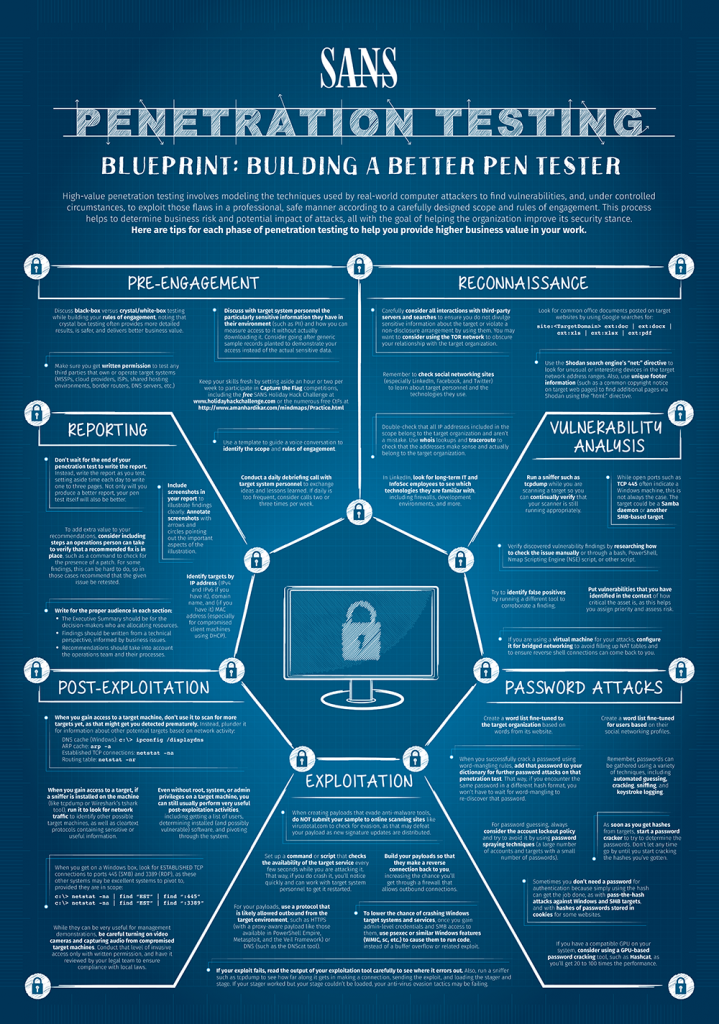 SANS
PENETRATION TESTING
BLUEPRINT: BUILDING A BETTER PEN TESTER
High-value penetration testing involves modeling the techniques used by real-world computer attackers to find vulnerabilities, and, under controlled
circumstances, to exploit those flaws in a professional, safe manner according to a carefully designed scope and rules of engagement. This process
helps to determine business risk and potential impact of attacks, all with the goal of helping the organization improve its security stance.
Here are tips for each phase of penetration testing to help you provide higher business value in your work.
PRE-ENGAGEMENT
Discuss black-box versus crystal/white-box testing
while building your rules of engagement, noting that
crystal box testing often provides more detailed
results, is safer, and delivers better business value.
Discuss with target system personnel the
particularly sensitive information they have in
their environment (such as PII) and how you can
measure access to it without actually
downloading it. Consider going after generic
sample records planted to demonstrate your
access instead of the actual sensitive data.
Make sure you get written permission to test any
third parties that own or operate target systems
(MSSPs, cloud providers, ISPs, shared hosting
environments, border routers, DNS servers, etc.)
Keep your skills fresh by setting aside an hour or two per
week to participate in Capture the Flag competitions,
including the free SANS Holiday Hack Challenge at
www.holidayhackchallenge.com or the numerous free CtFs at
http://www.amanhardikar.com/mindmaps/Practice.html
Use a template to guide a voice conversation to
identify the scope and rules of engagement
Conduct a daily debriefing call with
target system personnel to exchange
ideas and lessons learned. If daily is
too frequent, consider calls two or
three times per week.
RECONNAISSANCE
Carefully consider all interactions with third-party
servers and searches to ensure you do not divulge
sensitive information about the target or violate a
non-disclosure arrangement by using them. You may
want to consider using the TOR network to obscure
your relationship with the target organization.
Look for common office documents posted on target
websites by using Google searches for:
site:<TargetDomain> ext:doc | ext:docx |
ext:xls | ext:xlsx | ext:pdf
Remember to check social networking sites
(especially LinkedIn, Facebook, and Twitter)
to learn about target personnel and the
technologies they use.
Use the Shodan search engine's "net:" directive to
look for unusual or interesting devices in the target
network address ranges. Also, use unique footer
information (such as a common copyright notice
on target web pages) to find additional pages via
Shodan using the "html:" directive.
Double-check that all IP addresses included in the
scope belong to the target organization and aren't
a mistake. Use whois lookups and traceroute to
check that the addresses make sense and actually
belong to the target organization.
In LinkedIn, look for long-term IT and
InfoSec employees to see which
technologies they are familiar with,
including firewalls, development
environments, and more.
REPORTING
Don't wait for the end of your
penetration test to write the report.
Instead, write the report as you test,
setting aside time each day to write
one to three pages. Not only will you
produce a better report, your pen
test itself will also be better.
Include
screenshots in
your report to
illustrate findings
clearly. Annotate
screenshots with
arrows and
circles pointing
out the important
aspects of the
illustration.
To add extra value to your
recommendations, consider including
steps an operations person can take
to verify that a recommended fix is in
place, such as a command to check for
the presence of a patch. For some
findings, this can be hard to do, so in
those cases recommend that the given
issue be retested.
Identify targets by
IP address (IPv4
and IPv6 if you
have it), domain
name, and (if you
have it) MAC
address (especially
for compromised
client machines
using DHCP).
Write for the proper audience in each section:
• The Executive Summary should be for the
decision-makers who are allocating resources.
• Findings should be written from a technical
perspective, informed by business issues.
• Recommendations should take into account
the operations team and their processes.
VULNERABILITY
ANALYSIS
Run a sniffer such as
tcpdump while you are
scanning a target so you
can continually verify that
your scanner is still
running appropriately.
While open ports such as
TCP 445 often indicate a
Windows machine, this is
not always the case. The
target could be a Samba
daemon or another
SMB-based target.
Verify discovered vulnerability findings by researching how
to check the issue manually or through a bash, PowerShell,
Nmap Scripting Engine (NSE) script, or other script.
Try to identify false positives
by running a different tool to
corroborate a finding.
Put vulnerabilities that you have
identified in the context of how
critical the asset is, as this helps
you assign priority and assess risk.
If you are using a virtual machine for your attacks, configure
it for bridged networking to avoid filling up NAT tables and
to ensure reverse shell connections can come back to you.
POST-EXPLOITATION
When you gain access to a target machine, don't use it to scan for more
targets yet, as that might get you detected prematurely. Instead, plunder it
for information about other potential targets based on network activity:
DNS cache (Windows): c:\> ipconfig /displaydns
ARP cache: arp -a
Established TCP connections: netstat -na
Routing table: netstat -nr
When you gain access to a target, if
a sniffer is installed on the machine
(like tcpdump or Wireshark's tshark
tool), run it to look for network
traffic to identify other possible
target machines, as well as cleartext
protocols containing sensitive or
useful information.
Even without root, system, or admin
privileges on a target machine, you
can still usually perform very useful
post-exploitation activities
including getting a list of users,
determining installed (and possibly
vulnerable) software, and pivoting
through the system.
When you get on a Windows box, look for ESTABLISHED TCP
connections to ports 445 (SMB) and 3389 (RDP), as these
other systems may be excellent systems to pivot to,
provided they are in scope:
c:\> netstat -na | find "EST" | find ":445"
c:\> netstat -na | find "EST" | find ":3389"
While they can be very useful for management
demonstrations, be careful turning on video
cameras and capturing audio from compromised
target machines. Conduct that level of invasive
access only with written permission, and have it
reviewed by your legal team to ensure
compliance with local laws.
EXPLOITATION
When creating payloads that evade anti-malware tools,
do NOT submit your sample to online scanning sites like
virustotal.com to check for evasion, as that may defeat
your payload as new signature updates are distributed.
Set up a command or script that checks
the availability of the target service every
few seconds while you are attacking it.
That way, if you do crash it, you'll notice
quickly and can work with target system
personnel to get it restarted.
Build your payloads so they
make a reverse
connection back to you,
increasing the chance you'll
get through a firewall that
allows outbound connections.
For your payloads, use a protocol that
is likely allowed outbound from the
target environment, such as HTTPS
(with a proxy-aware payload like those
available in PowerShell Empire,
Metasploit, and the Veil Framework) or
DNS (such as the DNScat tool).
To lower the chance of crashing Windows
target systems and services, once you gain
admin-level credentials and SMB access to
them, use psexec or similar Windows features
(WMIC, sc, etc.) to cause them to run code,
instead of a buffer overflow or related exploit.
If your exploit fails, read the output of your exploitation tool carefully to see where it errors out. Also, run a sniffer
such as tcpdump to see how far along it gets in making a connection, sending the exploit, and loading the stager and
stage. If your stager worked but your stage couldn't be loaded, your anti-virus evasion tactics may be failing.
PASSWORD ATTACKS
Create a word list fine-tuned to
the target organization based on
words from its website.
Create a word list fine-tuned
for users based on their
social networking profiles.
When you successfully crack a password using
word-mangling rules, add that password to your
dictionary for further password attacks on that
penetration test. That way, if you encounter the
same password in a different hash format, you
won't have to wait for word-mangling to
re-discover that password.
Remember, passwords can
be gathered using a variety
of techniques, including
automated guessing,
cracking, sniffing, and
keystroke logging.
For password guessing, always
consider the account lockout policy
and try to avoid it by using password
spraying techniques (a large number
of accounts and targets with a small
number of passwords).
As soon as you get hashes
from targets, start a password
cracker to try to determine the
passwords. Don't let any time
go by until you start cracking
the hashes you've gotten.
Sometimes you don't need a password for
authentication because simply using the hash
can get the job done, as with pass-the-hash
attacks against Windows and SMB targets,
and with hashes of passwords stored in
cookies for some websites.
If you have a compatible GPU on your
system, consider using a GPU-based
password cracking tool, such as Hashcat, as
you'll get 20 to 100 times the performance.